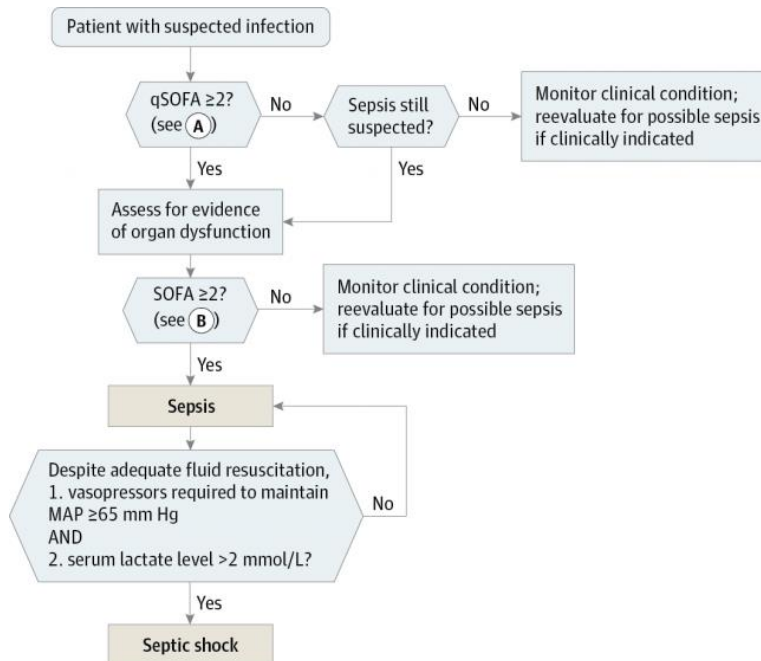 Patient with suspected infection
qSOFA ≥2?
(see A)
No
Sepsis still
suspected?
No
Monitor clinical condition;
reevaluate for possible sepsis
if clinically indicated
Yes
Yes
Assess for evidence
of organ dysfunction
SOFA ≥2?
(see B)
No
Monitor clinical condition;
reevaluate for possible sepsis
if clinically indicated
Yes
Sepsis
Despite adequate fluid resuscitation,
1. vasopressors required to maintain
MAP ≥65 mm Hg
AND
2. serum lactate level >2 mmol/L?
No
Yes
Septic shock